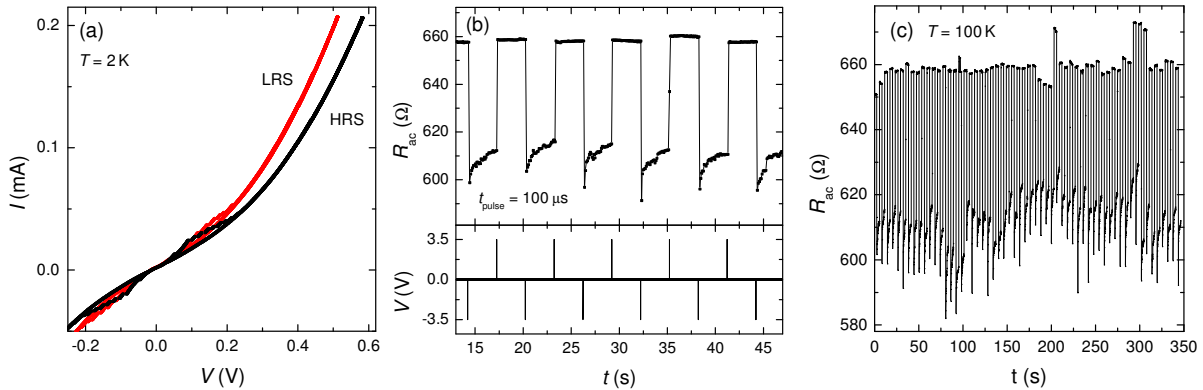 (a)
T = 2 K
LRS
HRS
0.2
0.1
0.0
I (mA)
-0.2 0.0 0.2 0.4 0.6
V (V)
(b)
660
640
620
600
R_ac (Ω)
t_pulse = 100 µs
3.5
0.0
-3.5
V (V)
15 20 25 30 35 40 45
t (s)
(c) T = 100 K
660
640
620
600
580
R_ac (Ω)
0 50 100 150 200 250 300 350
t (s)